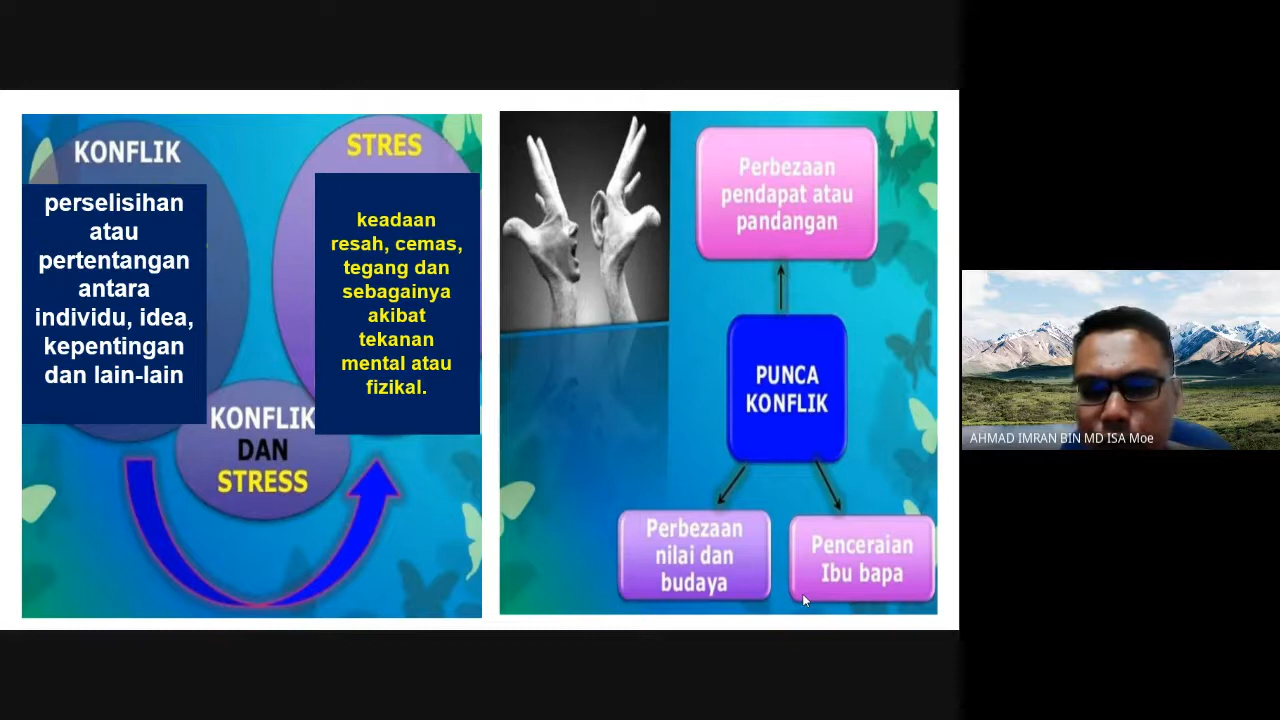 KONFLIK
perselisihan
atau
pertentangan
antara
individu, idea,
kepentingan
dan lain-lain
STRES
keadaan
resah, cemas,
tegang dan
sebagainya
akibat
tekanan
mental atau
fizikal.
KONFLIK
DAN
STRESS
Perbezaan
pendapat atau
pandangan
PUNCA
KONFLIK
Perbezaan
nilai dan
budaya
Penceraian
Ibu bapa
AHMAD IMRAN BIN MD ISA Moe